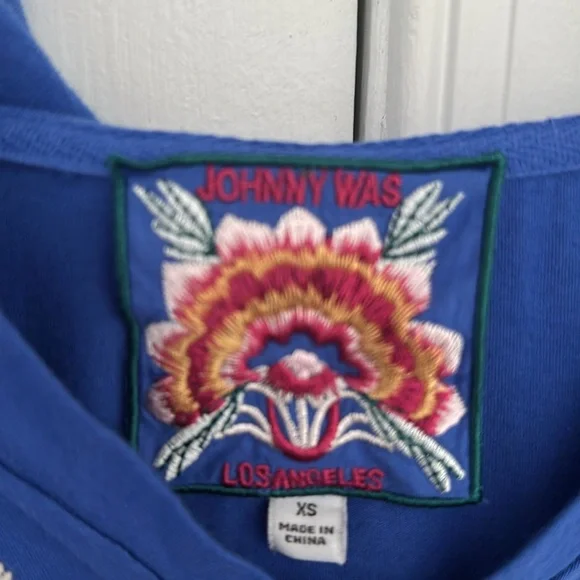 JOHNNY WAS
LOS ANGELES
XS
MADE IN
CHINA